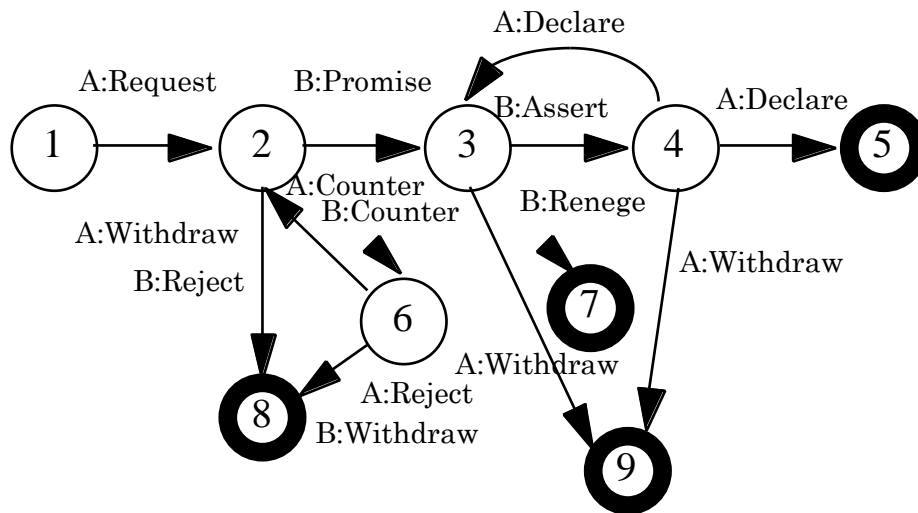 A:Declare
A:Request
B:Promise
B:Assert
A:Declare
1
2
3
4
5
A:Counter
B:Counter
B:Renege
A:Withdraw
B:Reject
A:Withdraw
6
7
A:Withdraw
A:Reject
B:Withdraw
8
9